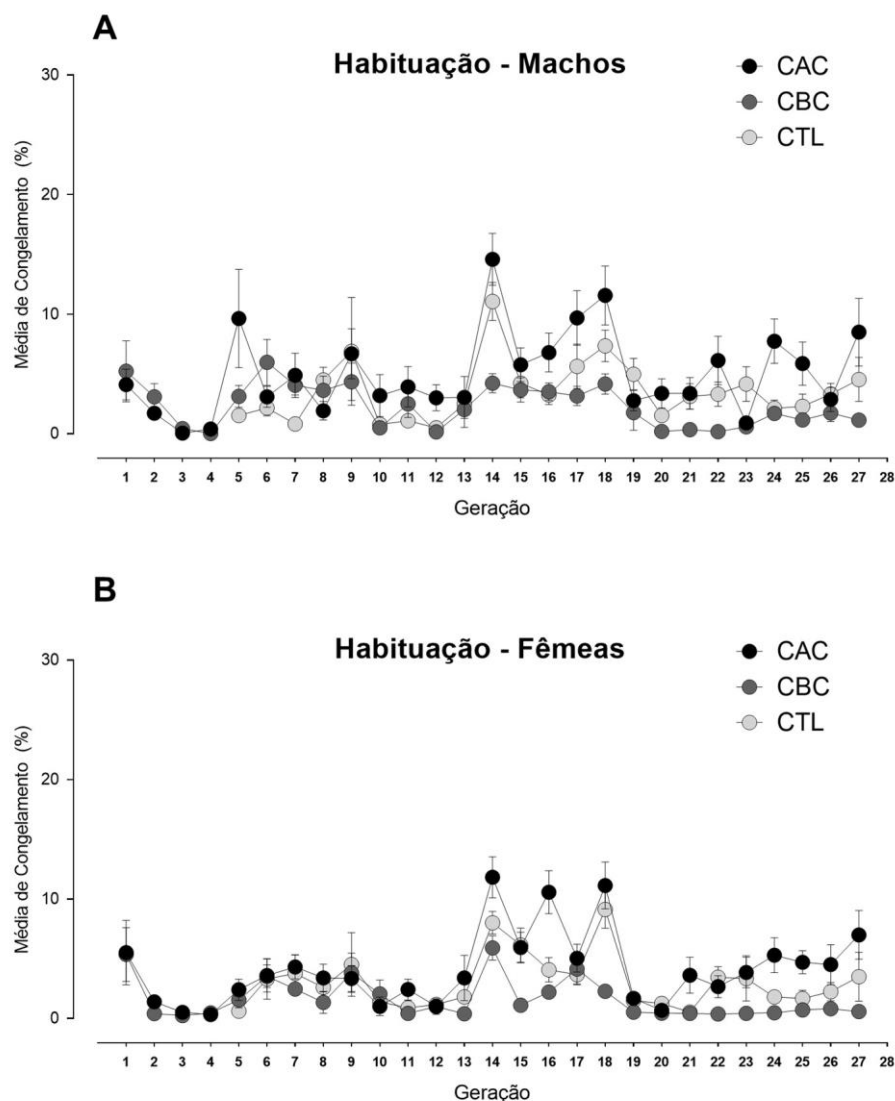 A
Habituação - Machos
CAC
CBC
CTL
30
20
10
0
Média de Congelamento (%)
1 2 3 4 5 6 7 8 9 10 11 12 13 14 15 16 17 18 19 20 21 22 23 24 25 26 27 28
Geração
B
Habituação - Fêmeas
CAC
CBC
CTL
30
20
10
0
Média de Congelamento (%)
1 2 3 4 5 6 7 8 9 10 11 12 13 14 15 16 17 18 19 20 21 22 23 24 25 26 27 28
Geração